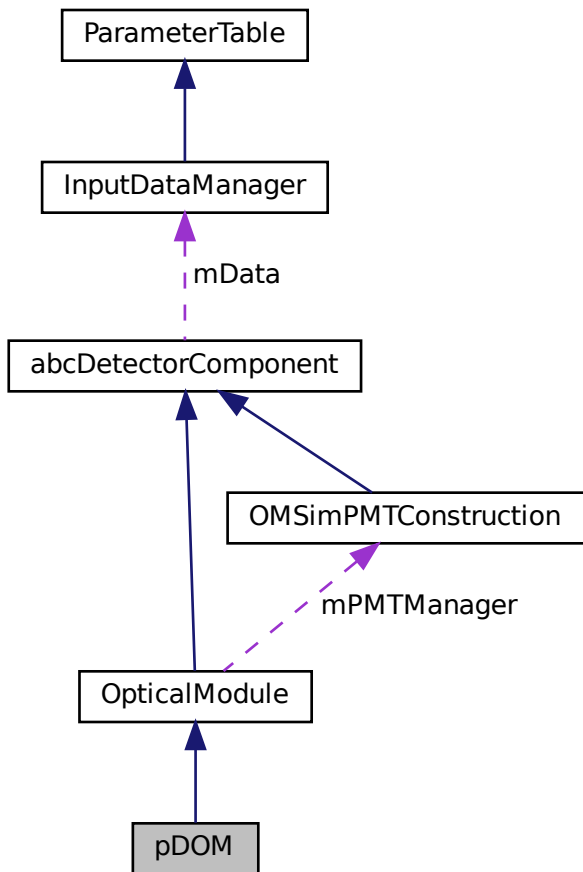 ParameterTable
InputDataManager
mData
abcDetectorComponent
OMSimPMTConstruction
mPMTManager
OpticalModule
pDOM